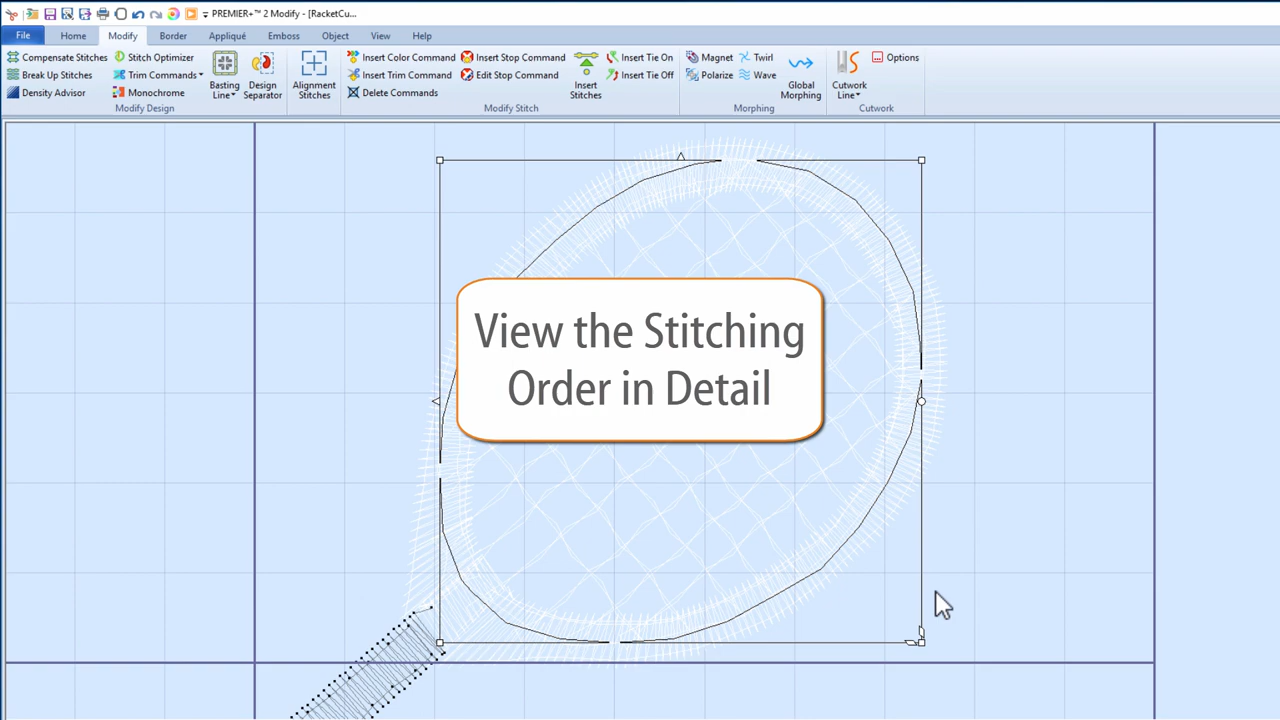 PREMIER+™ 2 Modify - [RacketCu...
File Home Modify Border Appliqué Emboss Object View Help
Compensate Stitches
Break Up Stitches
Density Advisor
Stitch Optimizer
Trim Commands
Monochrome
Modify Design
Basting
Line
Design
Separator
Alignment
Stitches
Insert Color Command
Insert Trim Command
Delete Commands
Insert Stop Command
Edit Stop Command
Insert
Stitches
Insert Tie On
Insert Tie Off
Modify Stitch
Magnet
Polarize
Twirl
Wave
Global
Morphing
Morphing
Cutwork
Line
Options
Cutwork
View the Stitching
Order in Detail